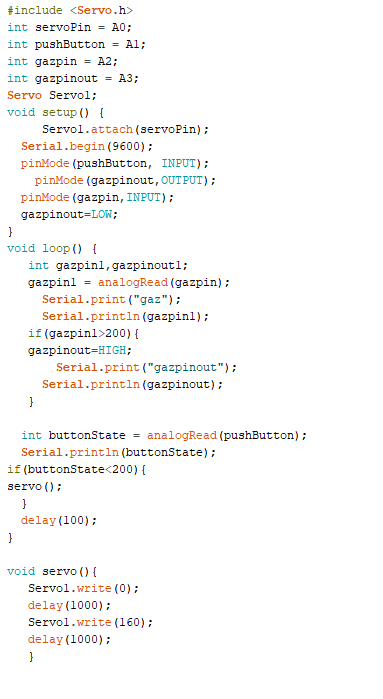 #include <Servo.h>
int servoPin = A0;
int pushButton = A1;
int gazpin = A2;
int gazpinout = A3;
Servo Servo1;
void setup() {
Servo1.attach(servoPin);
Serial.begin(9600);
pinMode(pushButton, INPUT);
pinMode(gazpinout,OUTPUT);
pinMode(gazpin,INPUT);
gazpinout=LOW;
}
void loop() {
int gazpin1,gazpinout1;
gazpin1 = analogRead(gazpin);
Serial.print("gaz");
Serial.println(gazpin1);
if(gazpin1>200){
gazpinout=HIGH;
Serial.print("gazpinout");
Serial.println(gazpinout);
}
int buttonState = analogRead(pushButton);
Serial.println(buttonState);
if(buttonState<200){
servo();
}
delay(100);
}
void servo(){
Servo1.write(0);
delay(1000);
Servo1.write(160);
delay(1000);
}